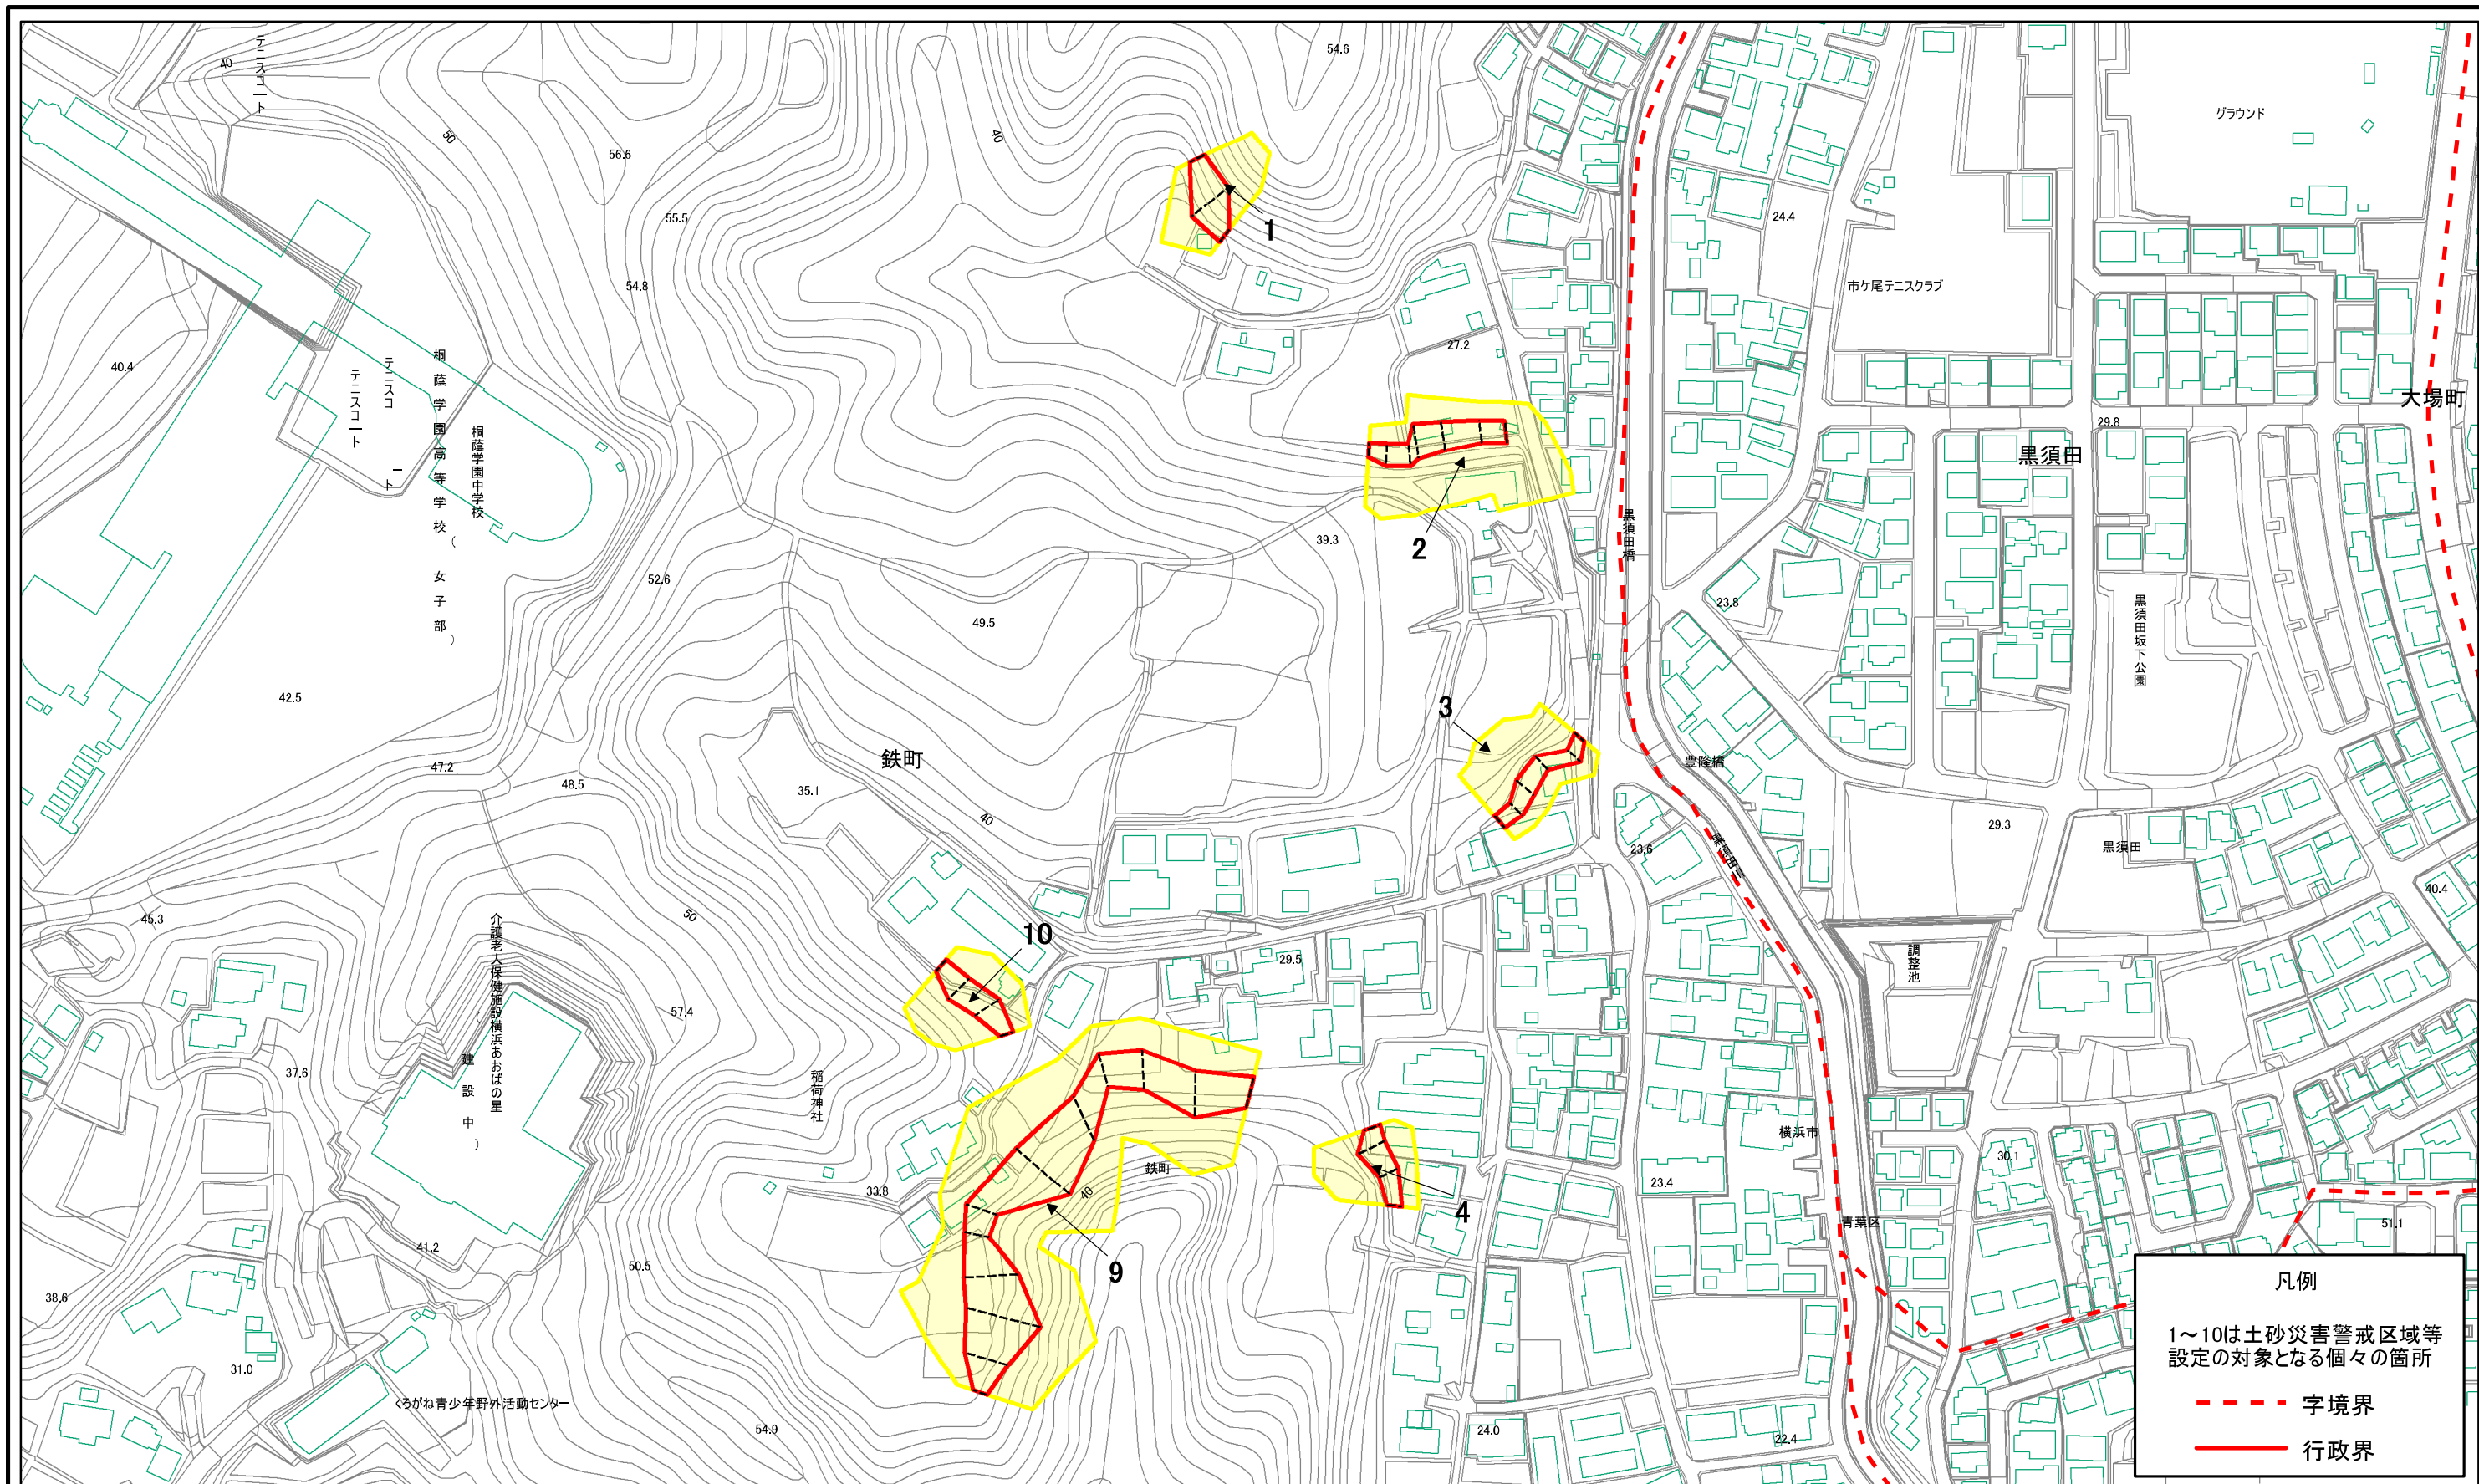 テニスコート
40
50
56.6
55.5
54.8
40
54.6
1
24.4
グラウンド
市ケ尾テニスクラブ
27.2
大場町
29.8
黒須田
40.4
テニスコ
ート
テニスコート
桐蔭学園高等学校（女子部）
桐蔭学園中学校
2
黒須田橋
39.3
52.6
49.5
23.8
黒須田坂下公園
42.5
3
鉄町
豊隆橋
47.2
48.5
35.1
40
29.3
23.6
黒須田川
黒須田
40.4
45.3
50
介護老人保健施設横浜あおばの星
（建設中）
10
29.5
調整池
57.4
37.6
稲荷神社
横浜市
鉄町
30.1
33.8
40
23.4
4
青葉区
51.1
41.2
50.5
9
38.6
31.0
くろがね青少年野外活動センター
54.9
24.0
22.4
凡例
1～10は土砂災害警戒区域等
設定の対象となる個々の箇所
字境界
行政界